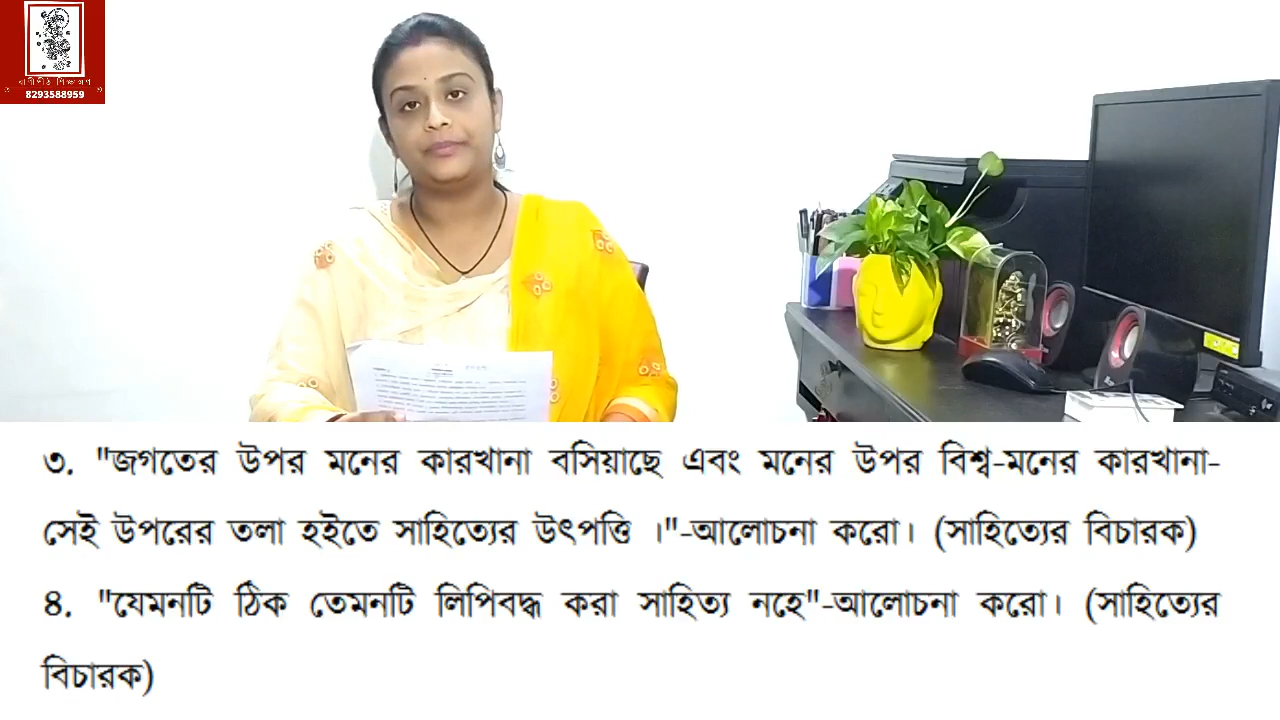 বাণীপীঠ শিক্ষাঙ্গন
8293588959
৩. "জগতের উপর মনের কারখানা বসিয়াছে এবং মনের উপর বিশ্ব-মনের কারখানা-
সেই উপরের তলা হইতে সাহিত্যের উৎপত্তি ।"-আলোচনা করো। (সাহিত্যের বিচারক)
৪. "যেমনটি ঠিক তেমনটি লিপিবদ্ধ করা সাহিত্য নহে"-আলোচনা করো। (সাহিত্যের
বিচারক)